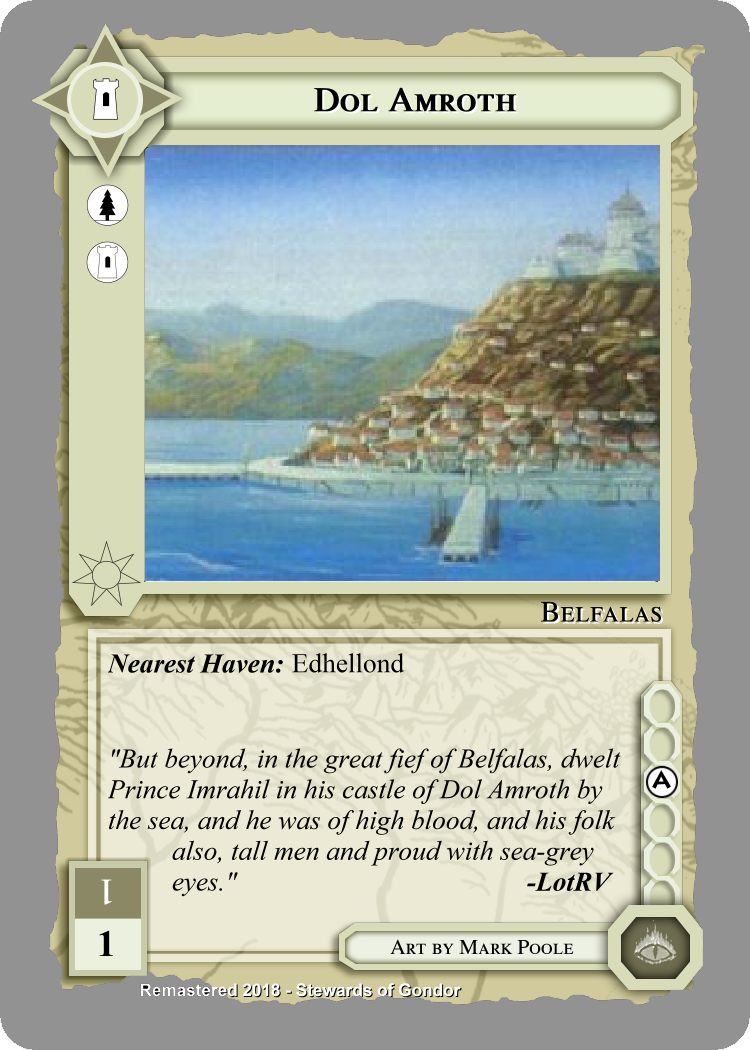 Dol Amroth
Belfalas
Nearest Haven: Edhellond
"But beyond, in the great fief of Belfalas, dwelt
Prince Imrahil in his castle of Dol Amroth by
the sea, and he was of high blood, and his folk
also, tall men and proud with sea-grey
eyes." -LotRV
A
1
1
Art by Mark Poole
Remastered 2018 - Stewards of Gondor